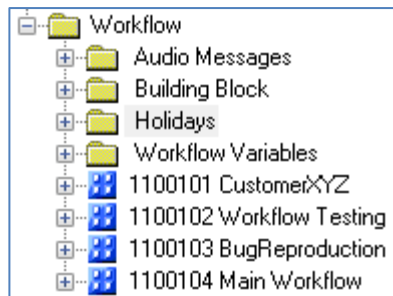 Workflow
Audio Messages
Building Block
Holidays
Workflow Variables
1100101 CustomerXYZ
1100102 Workflow Testing
1100103 BugReproduction
1100104 Main Workflow